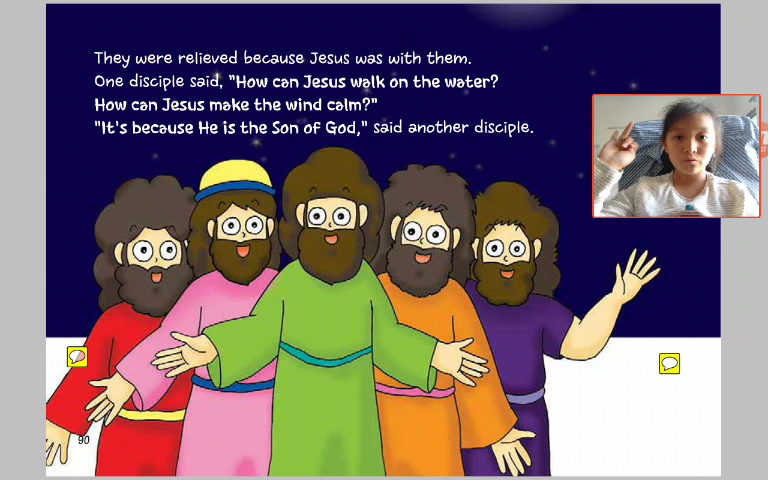 They were relieved because Jesus was with them.
One disciple said, "How can Jesus walk on the water?
How can Jesus make the wind calm?"
"It's because He is the Son of God," said another disciple.
90